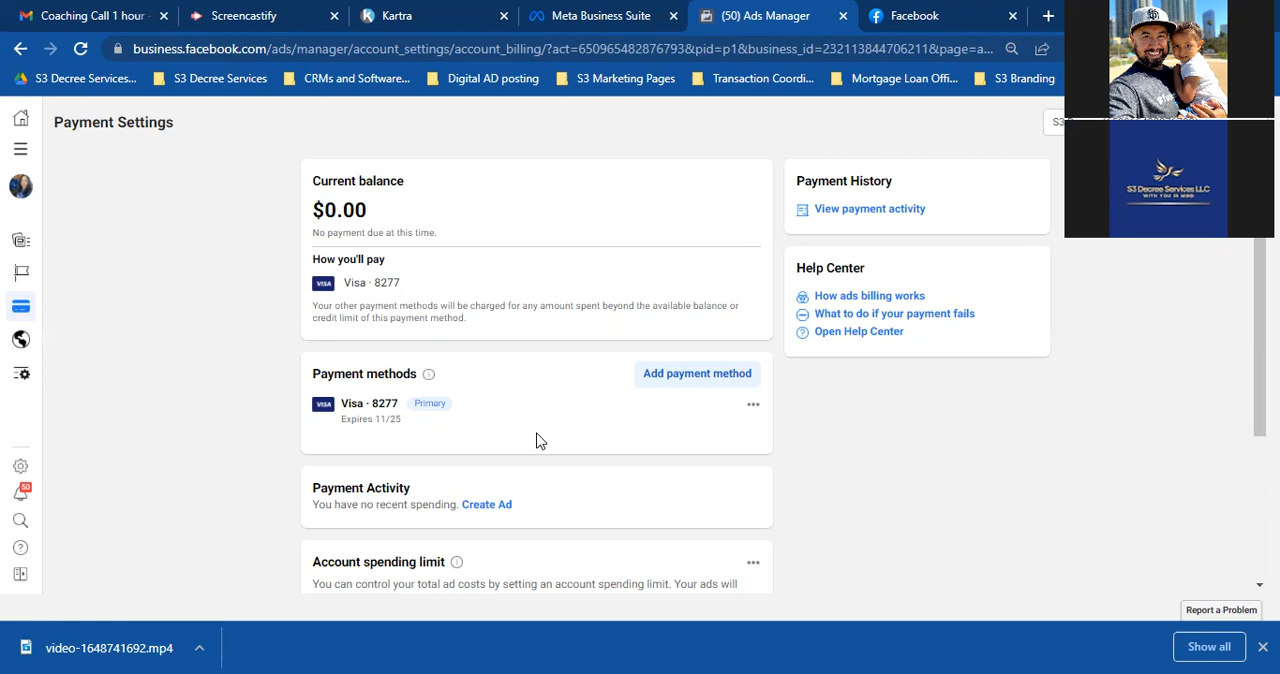 Coaching Call 1 hour
Screencastify
Kartra
Meta Business Suite
(50) Ads Manager
Facebook
business.facebook.com/ads/manager/account_settings/account_billing/?act=650965482876793&pid=p1&business_id=232113844706211&page=a...
S3 Decree Services...
S3 Decree Services
CRMs and Software...
Digital AD posting
S3 Marketing Pages
Transaction Coordi...
Mortgage Loan Offi...
S3 Branding
Payment Settings
S3
Current balance
$0.00
No payment due at this time.
How you'll pay
VISA Visa · 8277
Your other payment methods will be charged for any amount spent beyond the available balance or
credit limit of this payment method.
Payment methods
Add payment method
VISA Visa · 8277 Primary
Expires 11/25
Payment Activity
You have no recent spending. Create Ad
Account spending limit
You can control your total ad costs by setting an account spending limit. Your ads will
Payment History
View payment activity
Help Center
How ads billing works
What to do if your payment fails
Open Help Center
S3 Decree Services LLC
WITH YOU IN MIND
50
Report a Problem
video-1648741692.mp4
Show all